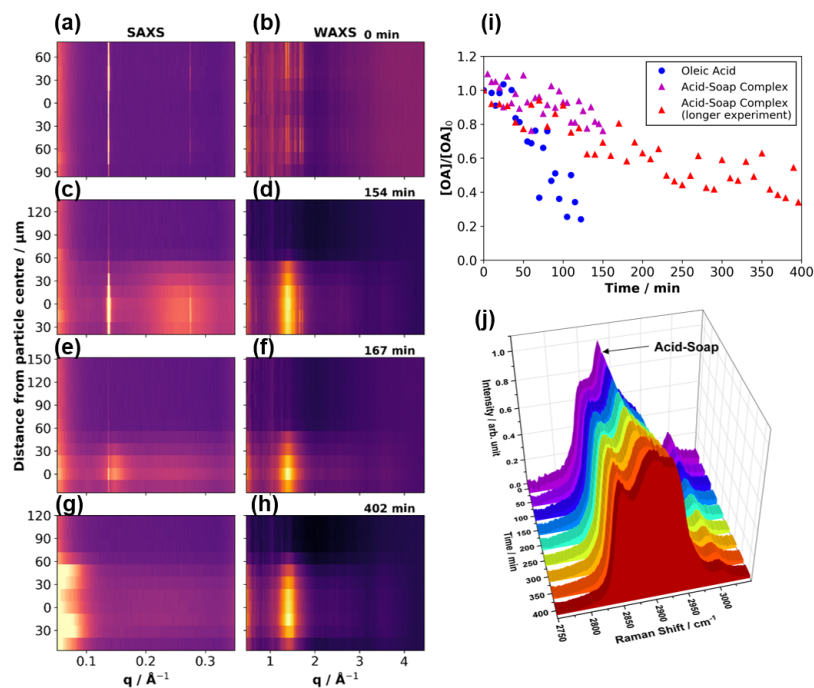 (a)
SAXS
(b)
WAXS
0 min
60
30
0
30
60
90
(c)
(d)
154 min
120
90
60
30
0
30
(e)
(f)
167 min
150
120
90
60
30
0
(g)
(h)
402 min
120
90
60
30
0
30
Distance from particle centre / µm
0.1
0.2
0.3
q / Å⁻¹
1
2
3
4
q / Å⁻¹
(i)
1.2
1.0
0.8
0.6
0.4
0.2
0.0
[OA]/[OA]₀
Oleic Acid
Acid-Soap Complex
Acid-Soap Complex
(longer experiment)
0
50
100
150
200
250
300
350
400
Time / min
(j)
Acid-Soap
1.0
0.8
0.6
0.4
0.2
0.0
Intensity / arb. unit
0
50
100
150
200
250
300
350
400
Time / min
2750
2800
2850
2900
2950
3000
Raman Shift / cm⁻¹